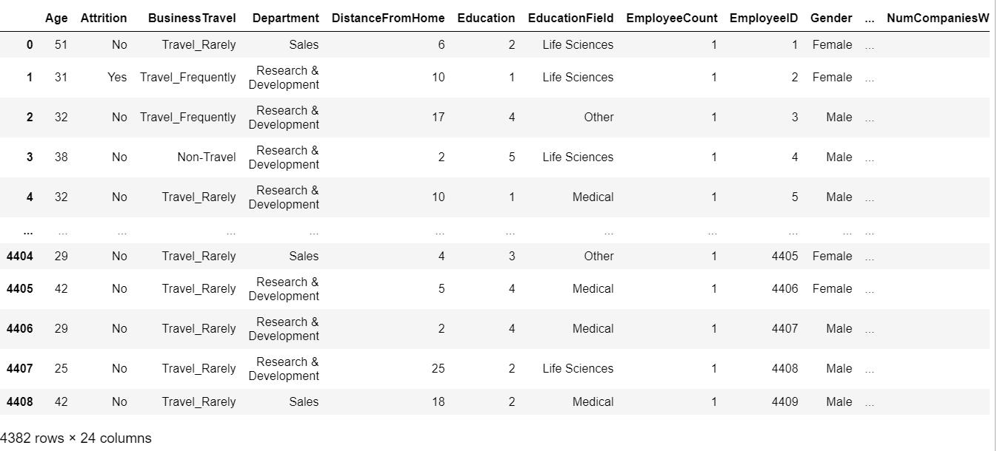 Age Attrition BusinessTravel Department DistanceFromHome Education EducationField EmployeeCount EmployeeID Gender ... NumCompaniesW
0 51 No Travel_Rarely Sales 6 2 Life Sciences 1 1 Female ...
1 31 Yes Travel_Frequently Research & Development 10 1 Life Sciences 1 2 Female ...
2 32 No Travel_Frequently Research & Development 17 4 Other 1 3 Male ...
3 38 No Non-Travel Research & Development 2 5 Life Sciences 1 4 Male ...
4 32 No Travel_Rarely Research & Development 10 1 Medical 1 5 Male ...
... ... ... ... ... ... ... ... ... ... ... ...
4404 29 No Travel_Rarely Sales 4 3 Other 1 4405 Female ...
4405 42 No Travel_Rarely Research & Development 5 4 Medical 1 4406 Female ...
4406 29 No Travel_Rarely Research & Development 2 4 Medical 1 4407 Male ...
4407 25 No Travel_Rarely Research & Development 25 2 Life Sciences 1 4408 Male ...
4408 42 No Travel_Rarely Sales 18 2 Medical 1 4409 Male ...
4382 rows × 24 columns